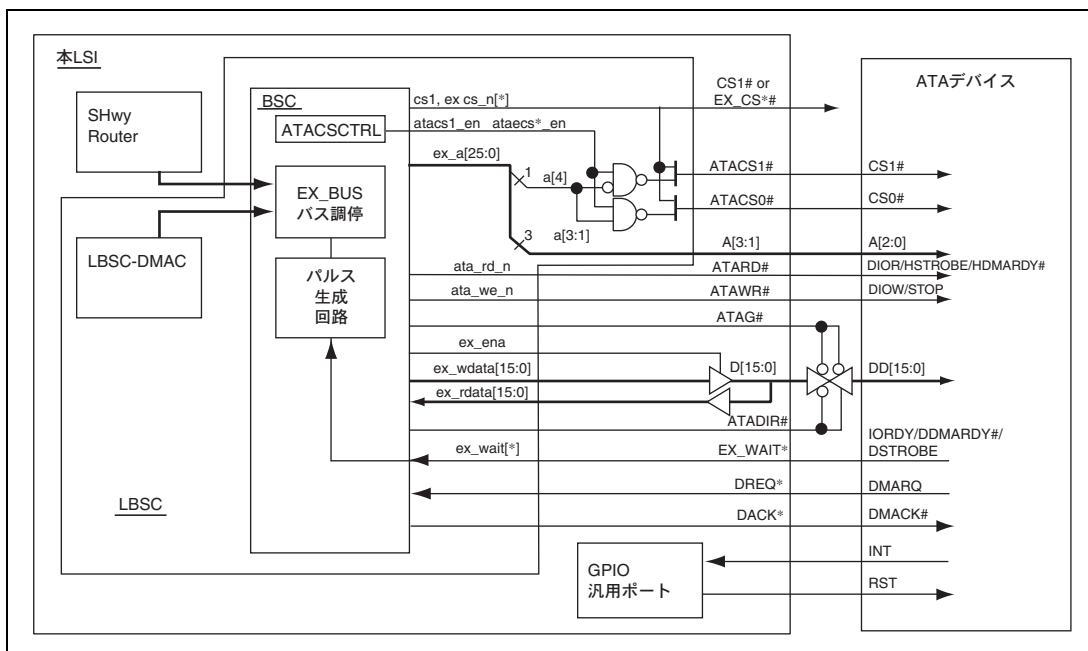 本LSI
SHwy
Router
LBSC-DMAC
LBSC
BSC
ATACSCTRL
EX_BUS
バス調停
パルス
生成
回路
cs1, ex cs_n[*]
atacs1_en ataecs*_en
ex_a[25:0]
1
a[4]
3
a[3:1]
ata_rd_n
ata_we_n
ex_ena
ex_wdata[15:0]
ex_rdata[15:0]
ex_wait[*]
CS1# or
EX_CS*#
ATACS1#
ATACS0#
A[3:1]
ATARD#
ATAWR#
ATAG#
D[15:0]
ATADIR#
EX_WAIT*
DREQ*
DACK*
GPIO
汎用ポート
ATAデバイス
CS1#
CS0#
A[2:0]
DIOR/HSTROBE/HDMARDY#
DIOW/STOP
DD[15:0]
IORDY/DDMARDY#/
DSTROBE
DMARQ
DMACK#
INT
RST